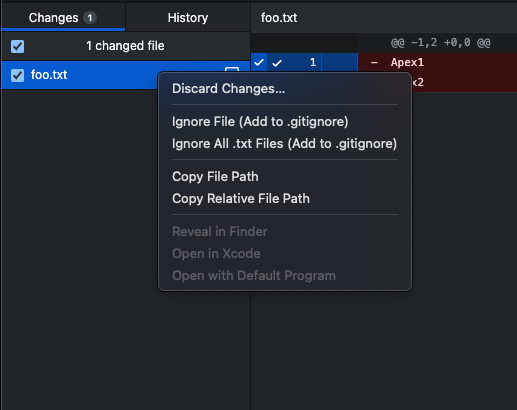 Changes 1
History
foo.txt
1 changed file
@@ -1,2 +0,0 @@
foo.txt
1 - Apex1
x2
Discard Changes...
Ignore File (Add to .gitignore)
Ignore All .txt Files (Add to .gitignore)
Copy File Path
Copy Relative File Path
Reveal in Finder
Open in Xcode
Open with Default Program